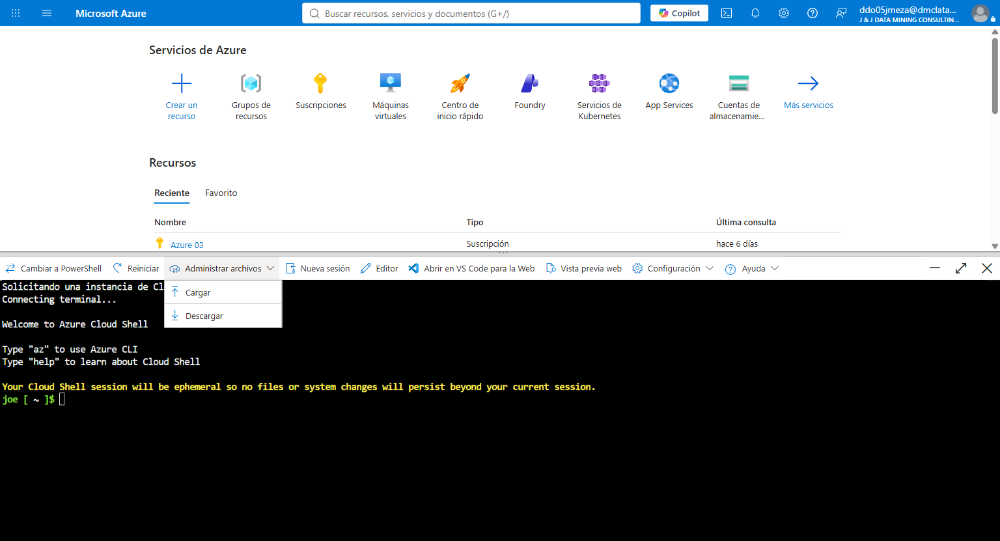 Microsoft Azure
Buscar recursos, servicios y documentos (G+/)
Copilot
ddo05jmeza@dmclata...
J & J DATA MINING CONSULTIN...
Servicios de Azure
Crear un recurso
Grupos de recursos
Suscripciones
Máquinas virtuales
Centro de inicio rápido
Foundry
Servicios de Kubernetes
App Services
Cuentas de almacenamie...
Más servicios
Recursos
Reciente Favorito
Nombre Tipo Última consulta
Azure 03 Suscripción hace 6 días
Cambiar a PowerShell Reiniciar Administrar archivos Nueva sesión Editor Abrir en VS Code para la Web Vista previa web Configuración Ayuda
Cargar
Descargar
Solicitando una instancia de Cl
Connecting terminal...
Welcome to Azure Cloud Shell
Type "az" to use Azure CLI
Type "help" to learn about Cloud Shell
Your Cloud Shell session will be ephemeral so no files or system changes will persist beyond your current session.
joe [ ~ ]$